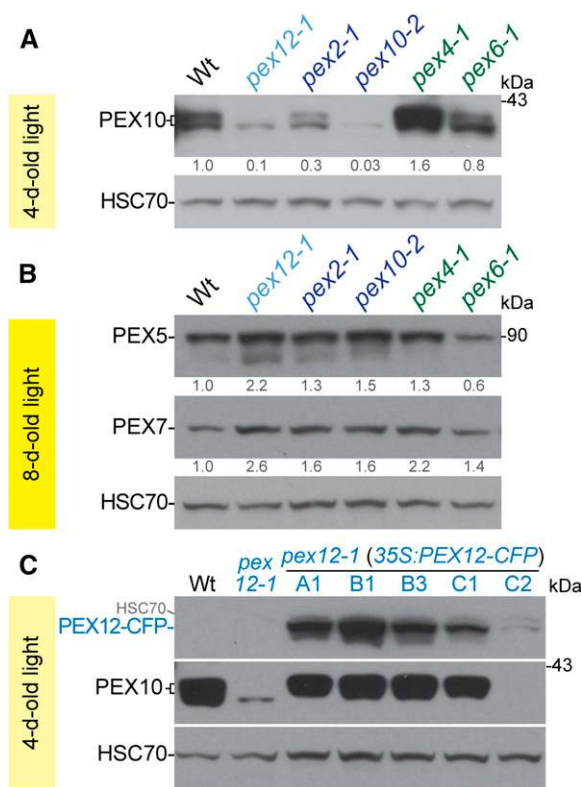 A
Wt pex12-1 pex2-1 pex10-2 pex4-1 pex6-1
kDa
4-d-old light
PEX10
-43
1.0 0.1 0.3 0.03 1.6 0.8
HSC70-
B
Wt pex12-1 pex2-1 pex10-2 pex4-1 pex6-1
kDa
8-d-old light
PEX5-
-90
1.0 2.2 1.3 1.5 1.3 0.6
PEX7-
1.0 2.6 1.6 1.6 2.2 1.4
HSC70-
C
pex12-1 (35S:PEX12-CFP)
Wt pex
12-1
A1 B1 B3 C1 C2 kDa
4-d-old light
HSC70
PEX12-CFP-
-43
PEX10
HSC70-